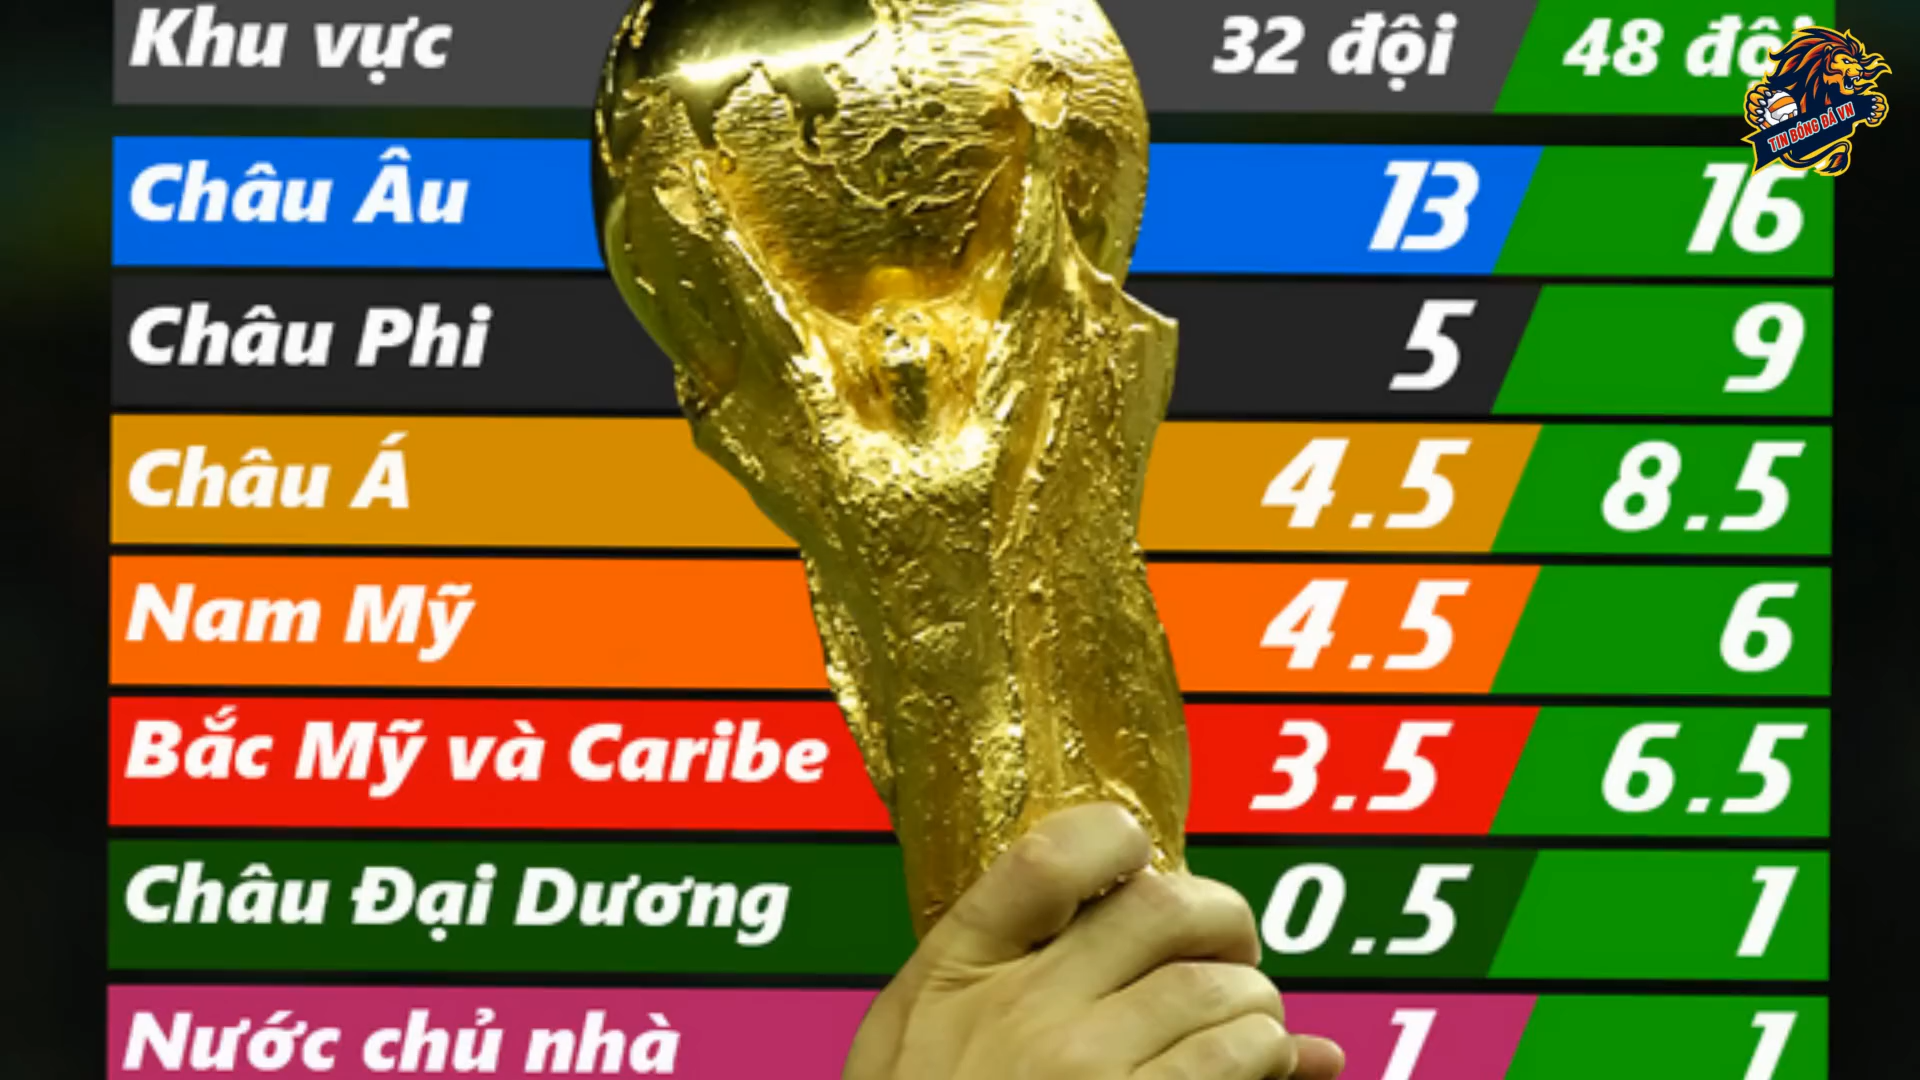 Khu vực 32 đội 48 đội
TIN BÓNG ĐÁ VN
Châu Âu 13 16
Châu Phi 5 9
Châu Á 4.5 8.5
Nam Mỹ 4.5 6
Bắc Mỹ và Caribe 3.5 6.5
Châu Đại Dương 0.5 1
Nước chủ nhà 1 1